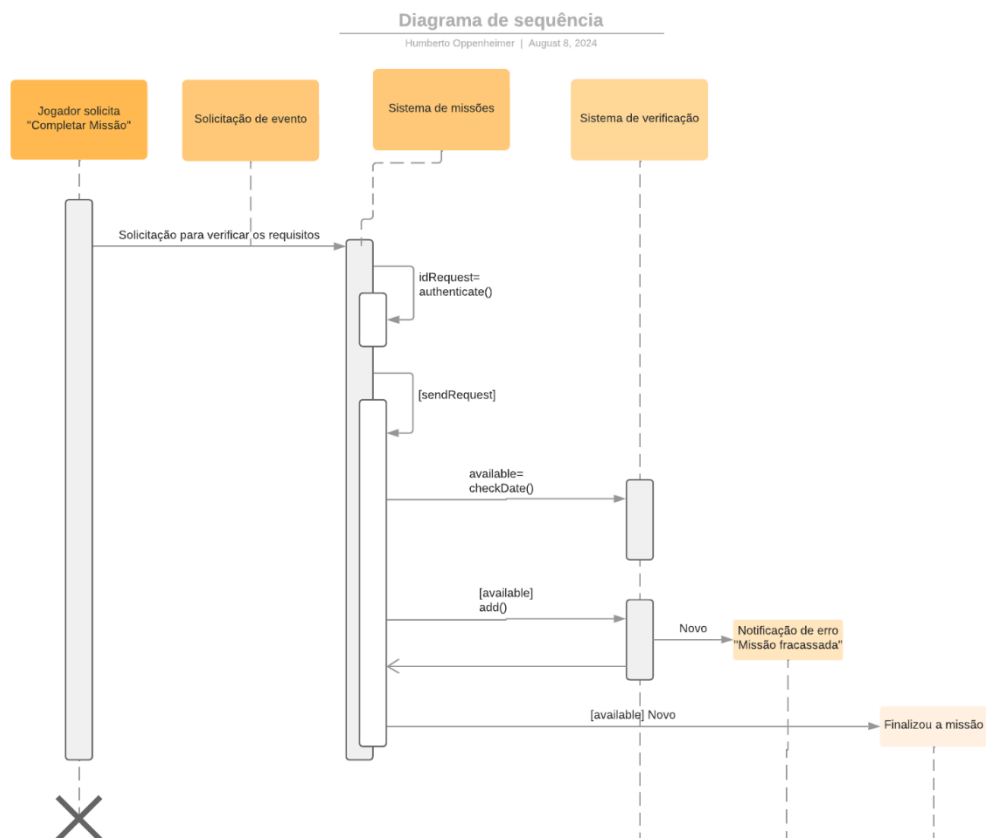 Diagrama de sequência
Humberto Oppenheimer | August 8, 2024
Jogador solicita
"Completar Missão"
Solicitação de evento
Sistema de missões
Sistema de verificação
Solicitação para verificar os requisitos
idRequest=
authenticate()
[sendRequest]
available=
checkDate()
[available]
add()
Novo
Notificação de erro
"Missão fracassada"
[available] Novo
Finalizou a missão